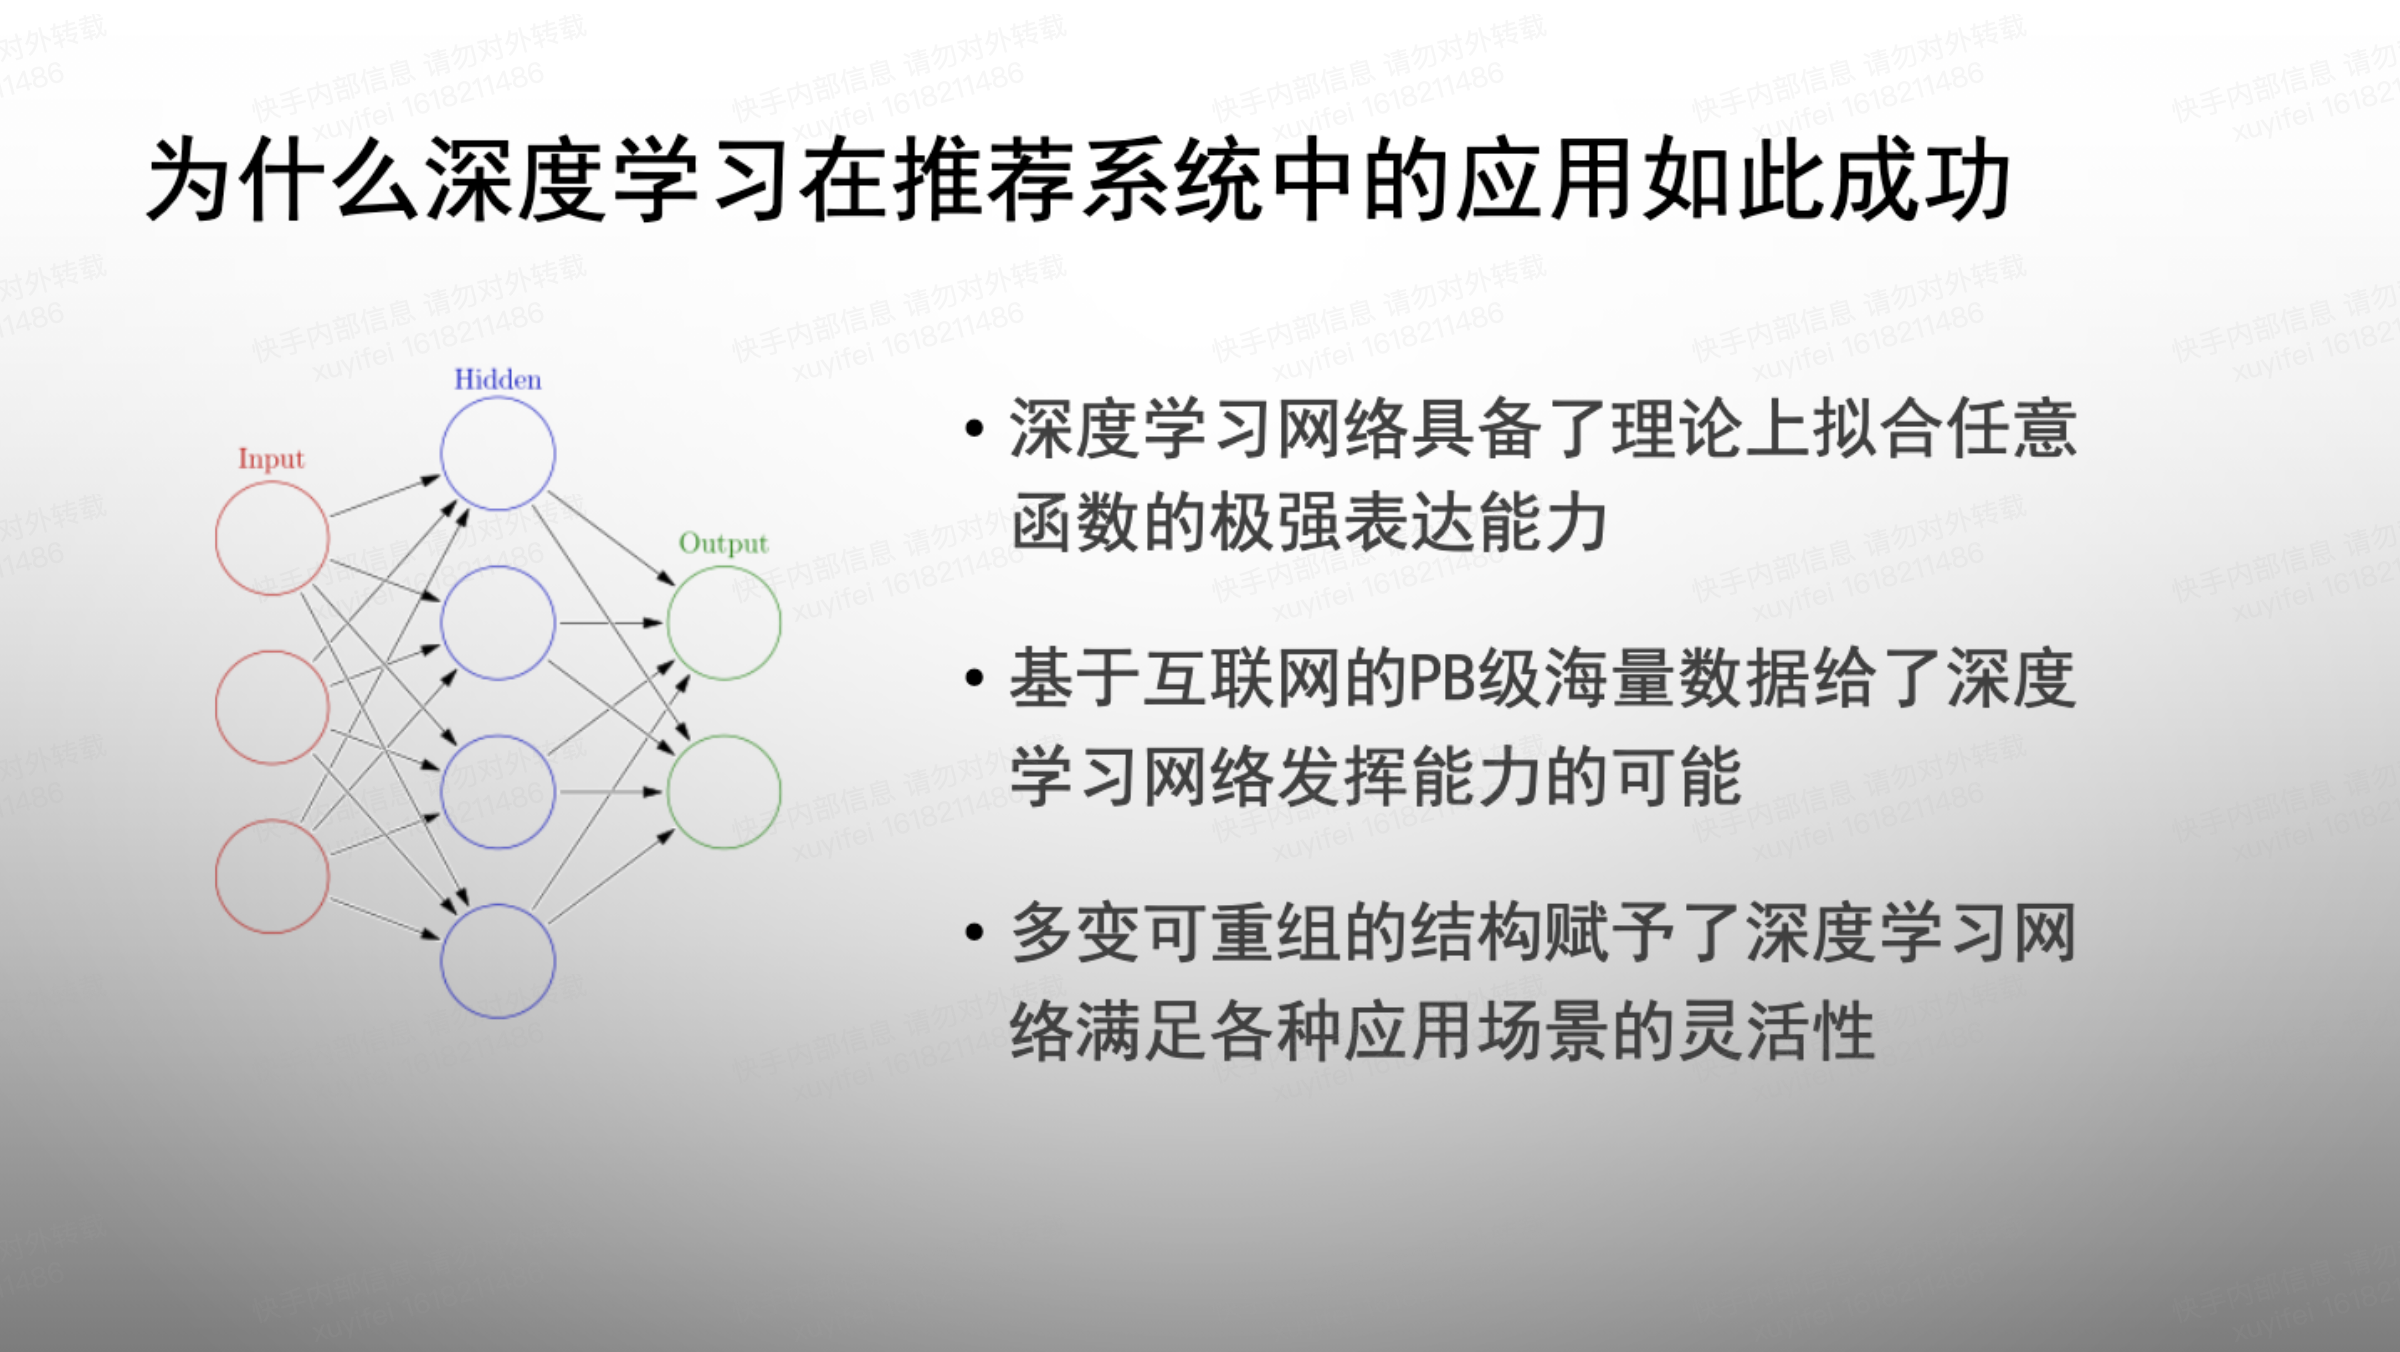 为什么深度学习在推荐系统中的应用如此成功
Hidden
Input
Output
• 深度学习网络具备了理论上拟合任意
函数的极强表达能力
• 基于互联网的PB级海量数据给了深度
学习网络发挥能力的可能
• 多变可重组的结构赋予了深度学习网
络满足各种应用场景的灵活性
快手内部信息 请勿对外转载
xuyifei 1618211486